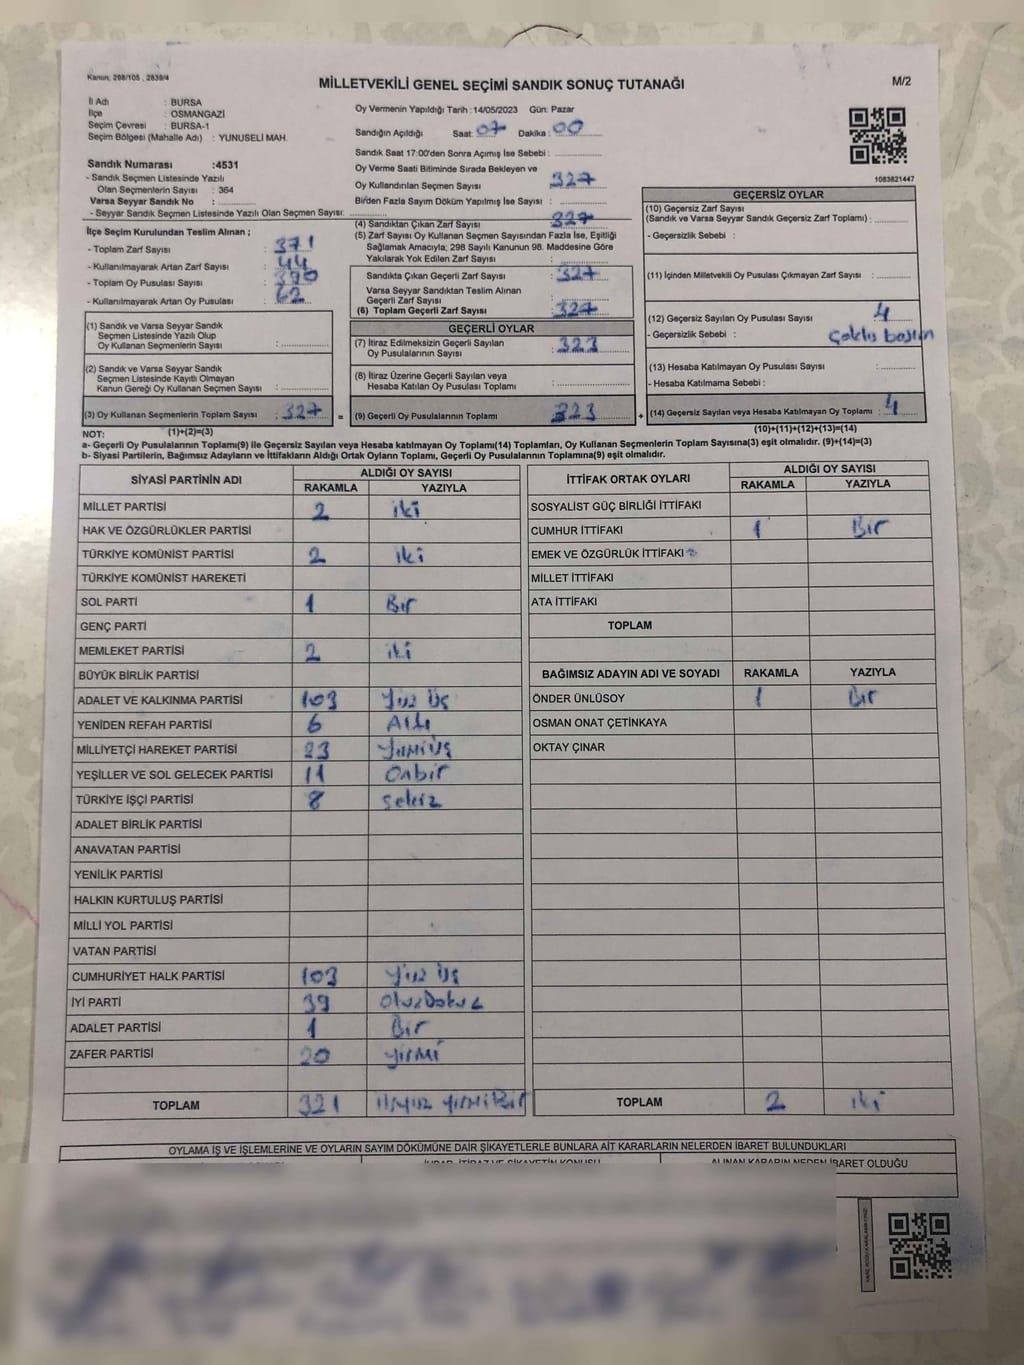 Kanun, 298/105 , 2839/4
MİLLETVEKİLİ GENEL SEÇİMİ SANDIK SONUÇ TUTANAĞI
M/2
İl Adı : BURSA
İlçe : OSMANGAZİ
Seçim Çevresi : BURSA-1
Seçim Bölgesi (Mahalle Adı) : YUNUSELİ MAH.
Sandık Numarası :4531
- Sandık Seçmen Listesinde Yazılı
Olan Seçmenlerin Sayısı : 364
Varsa Seyyar Sandık No :
- Seyyar Sandık Seçmen Listesinde Yazılı Olan Seçmen Sayısı:
İlçe Seçim Kurulundan Teslim Alınan ;
- Toplam Zarf Sayısı : 371
- Kullanılmayarak Artan Zarf Sayısı : 44
- Toplam Oy Pusulası Sayısı : 390
- Kullanılmayarak Artan Oy Pusulası : 62
(1) Sandık ve Varsa Seyyar Sandık
Seçmen Listesinde Yazılı Olup
Oy Kullanan Seçmenlerin Sayısı :
(2) Sandık ve Varsa Seyyar Sandık
Seçmen Listesinde Kayıtlı Olmayan
Kanun Gereği Oy Kullanan Seçmen Sayısı :
(3) Oy Kullanan Seçmenlerin Toplam Sayısı : 327 =
(1)+(2)=(3)
Oy Vermenin Yapıldığı Tarih : 14/05/2023 Gün: Pazar
Sandığın Açıldığı Saat: 07 Dakika : 00
Sandık Saat 17:00'den Sonra Açımış İse Sebebi :
Oy Verme Saati Bitiminde Sırada Bekleyen ve
Oy Kullandırılan Seçmen Sayısı : 327
Birden Fazla Sayım Döküm Yapılmış İse Sayısı :
(4) Sandıktan Çıkan Zarf Sayısı : 327
(5) Zarf Sayısı Oy Kullanan Seçmen Sayısından Fazla İse, Eşitliği
Sağlamak Amacıyla; 298 Sayılı Kanunun 98. Maddesine Göre
Yakılarak Yok Edilen Zarf Sayısı :
Sandıkta Çıkan Geçerli Zarf Sayısı : 327
Varsa Seyyar Sandıktan Teslim Alınan
Geçerli Zarf Sayısı :
(6) Toplam Geçerli Zarf Sayısı : 327
GEÇERLİ OYLAR
(7) İtiraz Edilmeksizin Geçerli Sayılan
Oy Pusulalarının Sayısı : 323
(8) İtiraz Üzerine Geçerli Sayılan veya
Hesaba Katılan Oy Pusulası Toplamı :
(9) Geçerli Oy Pusulalarının Toplamı : 323 +
1083821447
GEÇERSİZ OYLAR
(10) Geçersiz Zarf Sayısı
(Sandık ve Varsa Seyyar Sandık Geçersiz Zarf Toplamı) :
- Geçersizlik Sebebi :
(11) İçinden Milletvekili Oy Pusulası Çıkmayan Zarf Sayısı :
(12) Geçersiz Sayılan Oy Pusulası Sayısı : 4
- Geçersizlik Sebebi :
(13) Hesaba Katılmayan Oy Pusulası Sayısı :
- Hesaba Katılmama Sebebi :
(14) Geçersiz Sayılan veya Hesaba Katılmayan Oy Toplamı : 4
(10)+(11)+(12)+(13)=(14)
NOT:
a- Geçerli Oy Pusulalarının Toplamı(9) ile Geçersiz Sayılan veya Hesaba katılmayan Oy Toplamı(14) Toplamları, Oy Kullanan Seçmenlerin Toplam Sayısına(3) eşit olmalıdır. (9)+(14)=(3)
b- Siyasi Partilerin, Bağımsız Adayların ve İttifakların Aldığı Ortak Oyların Toplamı, Geçerli Oy Pusulalarının Toplamına(9) eşit olmalıdır.
SİYASİ PARTİNİN ADI ALDIĞI OY SAYISI
RAKAMLA YAZIYLA
MİLLET PARTİSİ 2 iki
HAK VE ÖZGÜRLÜKLER PARTİSİ
TÜRKİYE KOMÜNİST PARTİSİ 2 iki
TÜRKİYE KOMÜNİST HAREKETİ
SOL PARTİ 1 Bir
GENÇ PARTİ
MEMLEKET PARTİSİ 2 iki
BÜYÜK BİRLİK PARTİSİ
ADALET VE KALKINMA PARTİSİ 103 yüz üç
YENİDEN REFAH PARTİSİ 6 Altı
MİLLİYETÇİ HAREKET PARTİSİ 23
YEŞİLLER VE SOL GELECEK PARTİSİ 11 Onbir
TÜRKİYE İŞÇİ PARTİSİ 8 sekiz
ADALET BİRLİK PARTİSİ
ANAVATAN PARTİSİ
YENİLİK PARTİSİ
HALKIN KURTULUŞ PARTİSİ
MİLLİ YOL PARTİSİ
VATAN PARTİSİ
CUMHURİYET HALK PARTİSİ 103 yüz üç
İYİ PARTİ 39 OtuzDokuz
ADALET PARTİSİ 1 Bir
ZAFER PARTİSİ 20 yirmi
TOPLAM 321
İTTİFAK ORTAK OYLARI ALDIĞI OY SAYISI
RAKAMLA YAZIYLA
SOSYALİST GÜÇ BİRLİĞİ İTTİFAKI
CUMHUR İTTİFAKI 1 Bir
EMEK VE ÖZGÜRLÜK İTTİFAKI
MİLLET İTTİFAKI
ATA İTTİFAKI
TOPLAM
BAĞIMSIZ ADAYIN ADI VE SOYADI RAKAMLA YAZIYLA
ÖNDER ÜNLÜSOY 1 Bir
OSMAN ONAT ÇETİNKAYA
OKTAY ÇINAR
TOPLAM 2 iki
OYLAMA İŞ VE İŞLEMLERİNE VE OYLARIN SAYIM DÖKÜMÜNE DAİR ŞİKAYETLERLE BUNLARA AİT KARARLARIN NELERDEN İBARET BULUNDUKLARI
İHBAR, İTİRAZ VE ŞİKAYETİN KONUSU ALINAN KARARIN NEDEN İBARET OLDUĞU